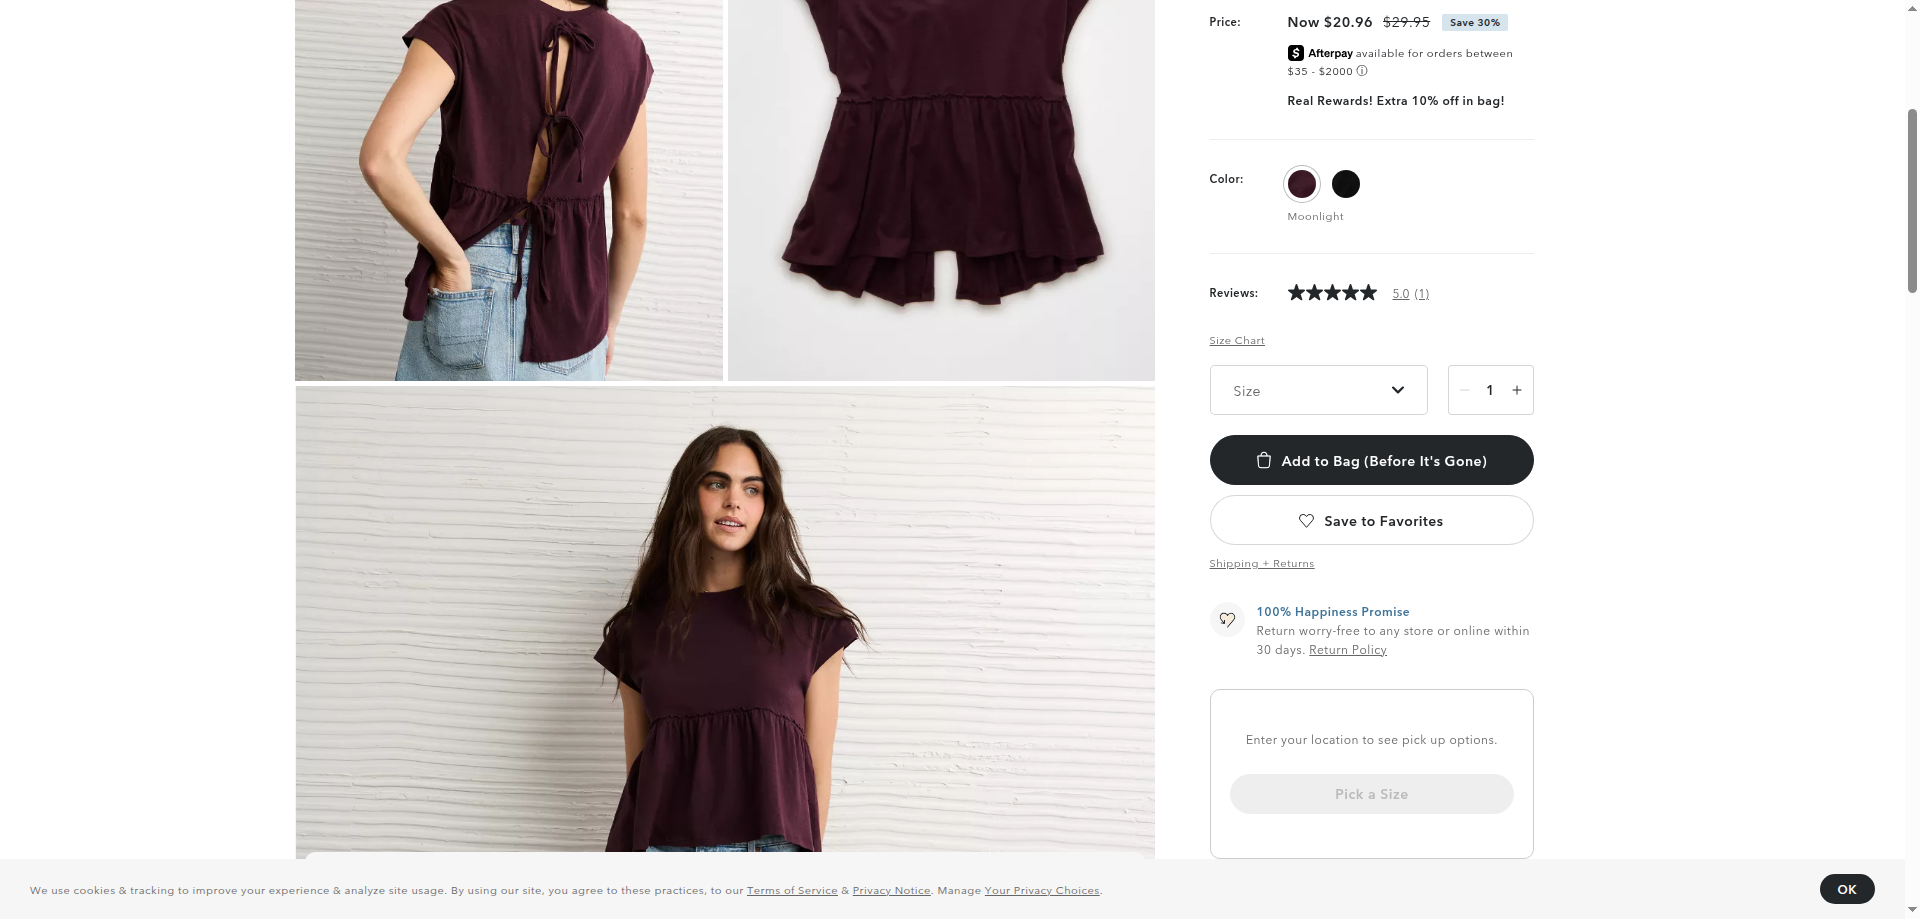 Price:
Now $20.96 $29.95 Save 30%
Afterpay available for orders between
$35 - $2000 ⓘ
Real Rewards! Extra 10% off in bag!
Color:
Moonlight
Reviews:
5.0 (1)
Size Chart
Size
1
Add to Bag (Before It's Gone)
Save to Favorites
Shipping + Returns
100% Happiness Promise
Return worry-free to any store or online within
30 days. Return Policy
Enter your location to see pick up options.
Pick a Size
We use cookies & tracking to improve your experience & analyze site usage. By using our site, you agree to these practices, to our Terms of Service & Privacy Notice. Manage Your Privacy Choices.
OK